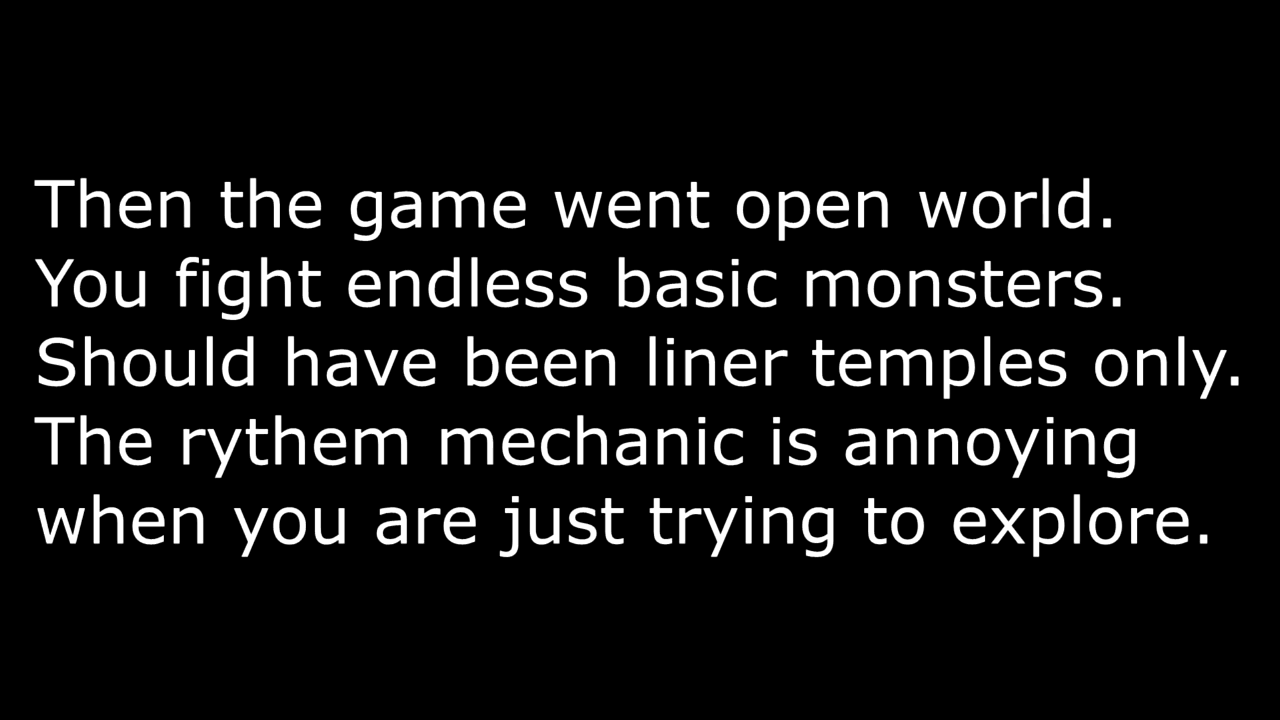 Then the game went open world.
You fight endless basic monsters.
Should have been liner temples only.
The rythem mechanic is annoying
when you are just trying to explore.